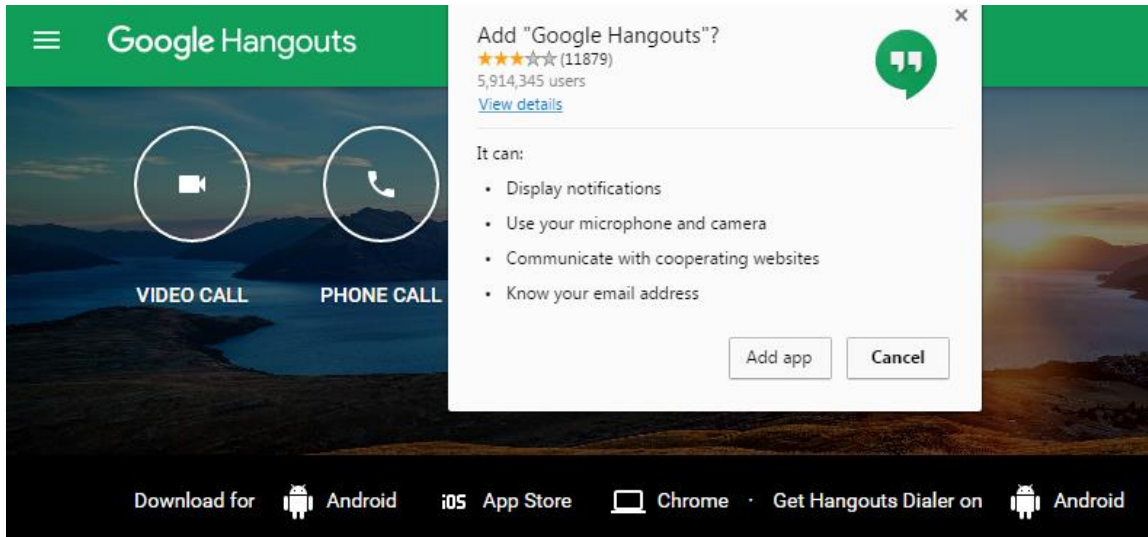 Google Hangouts
Add "Google Hangouts"?
(11879)
5,914,345 users
View details
It can:
• Display notifications
• Use your microphone and camera
• Communicate with cooperating websites
• Know your email address
Add app
Cancel
VIDEO CALL
PHONE CALL
Download for Android iOS App Store Chrome · Get Hangouts Dialer on Android